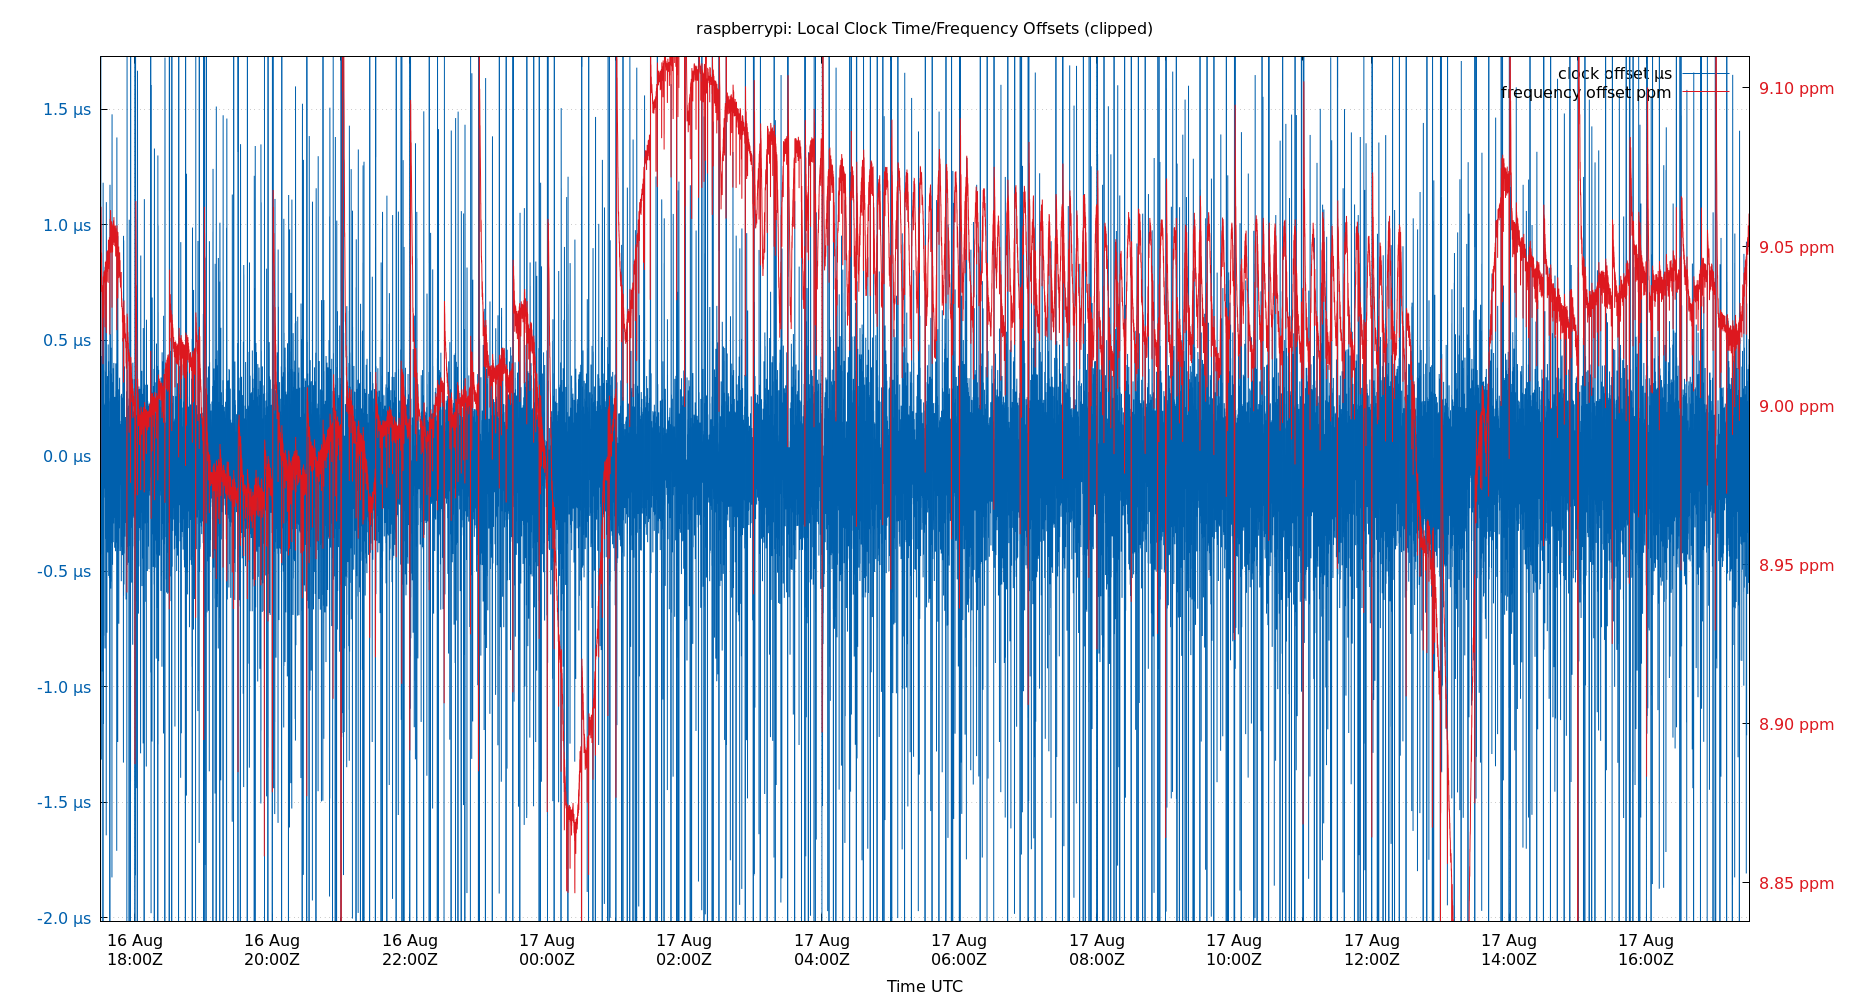 raspberrypi: Local Clock Time/Frequency Offsets (clipped)
clock offset µs
frequency offset ppm
1.5 µs
1.0 µs
0.5 µs
0.0 µs
-0.5 µs
-1.0 µs
-1.5 µs
-2.0 µs
9.10 ppm
9.05 ppm
9.00 ppm
8.95 ppm
8.90 ppm
8.85 ppm
16 Aug 16 Aug 16 Aug 17 Aug 17 Aug 17 Aug 17 Aug 17 Aug 17 Aug 17 Aug 17 Aug 17 Aug
18:00Z 20:00Z 22:00Z 00:00Z 02:00Z 04:00Z 06:00Z 08:00Z 10:00Z 12:00Z 14:00Z 16:00Z
Time UTC